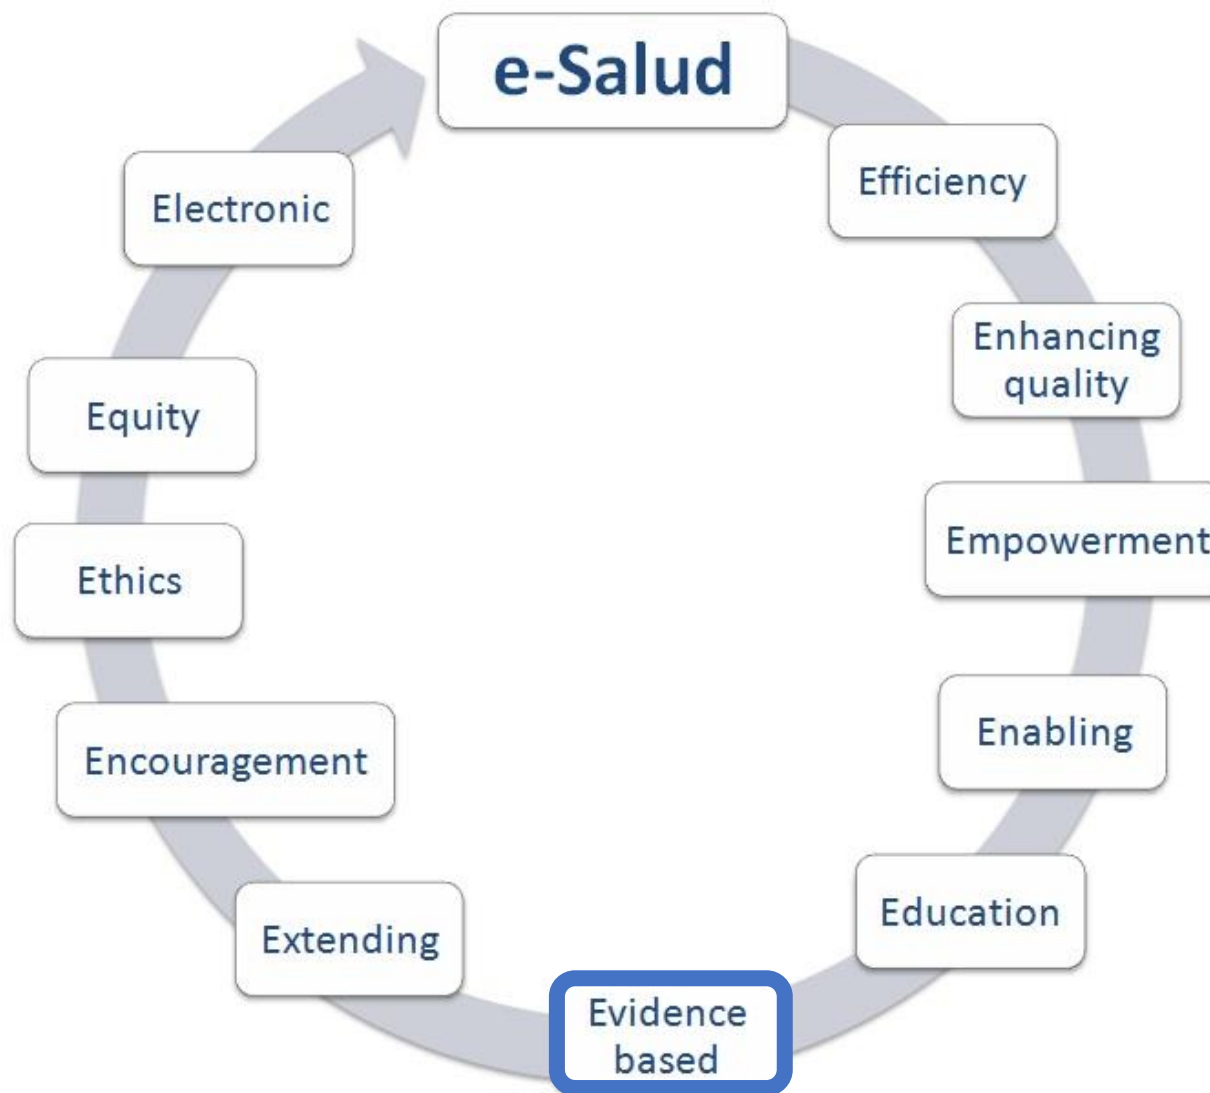 e-Salud
Efficiency
Enhancing
quality
Empowerment
Enabling
Education
Evidence
based
Extending
Encouragement
Ethics
Equity
Electronic